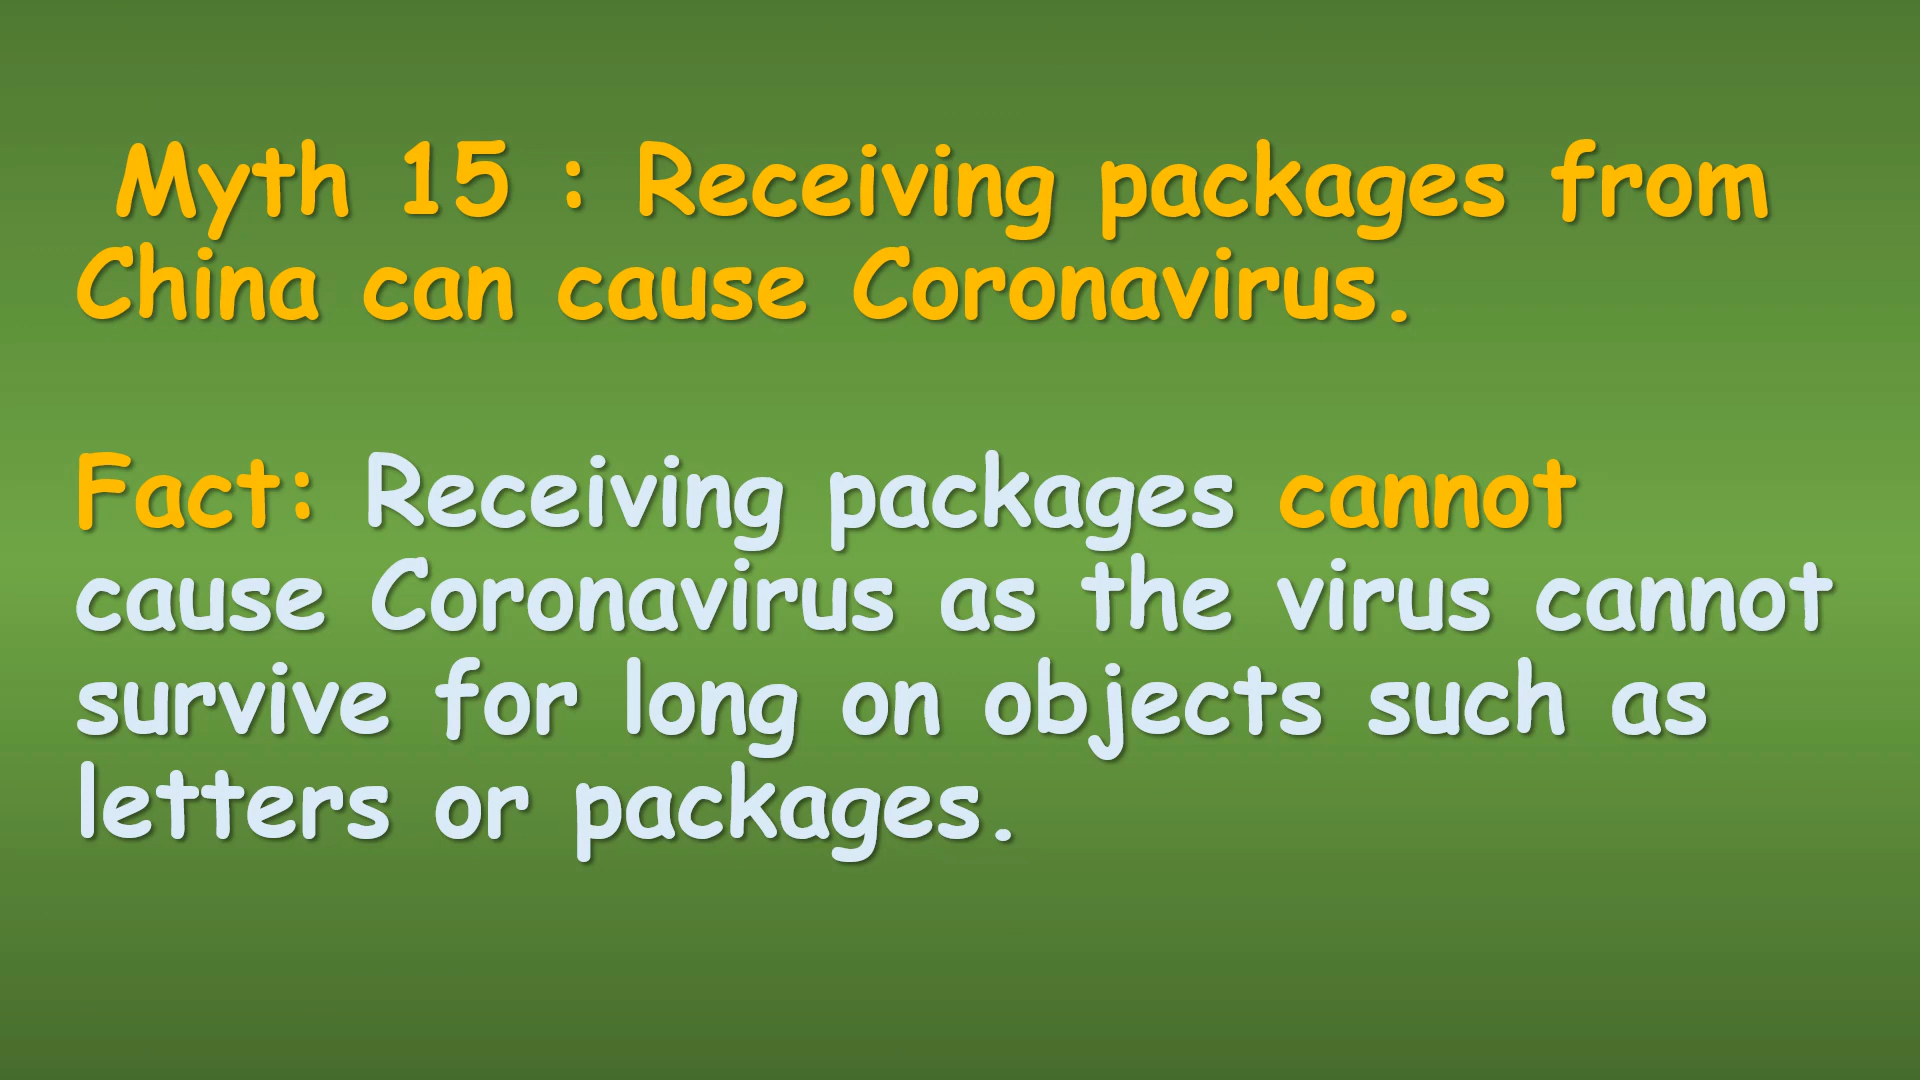 Myth 15 : Receiving packages from
China can cause Coronavirus.
Fact: Receiving packages cannot
cause Coronavirus as the virus cannot
survive for long on objects such as
letters or packages.